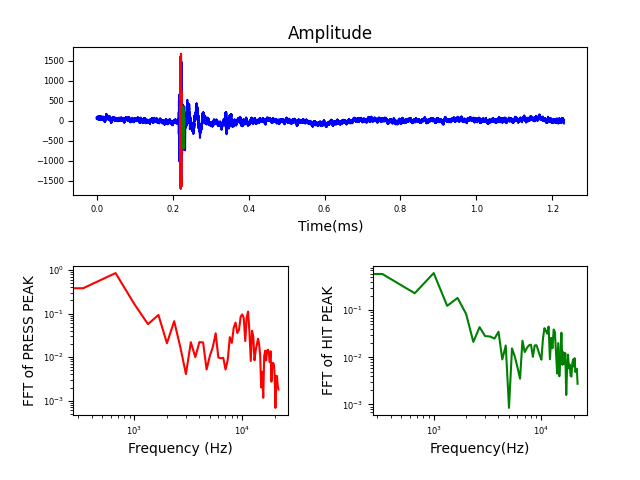 Amplitude
1500
1000
500
0
−500
−1000
−1500
0.0 0.2 0.4 0.6 0.8 1.0 1.2
Time(ms)
FFT of PRESS PEAK
10⁰
10⁻¹
10⁻²
10⁻³
10³ 10⁴
Frequency (Hz)
FFT of HIT PEAK
10⁻¹
10⁻²
10⁻³
10³ 10⁴
Frequency(Hz)